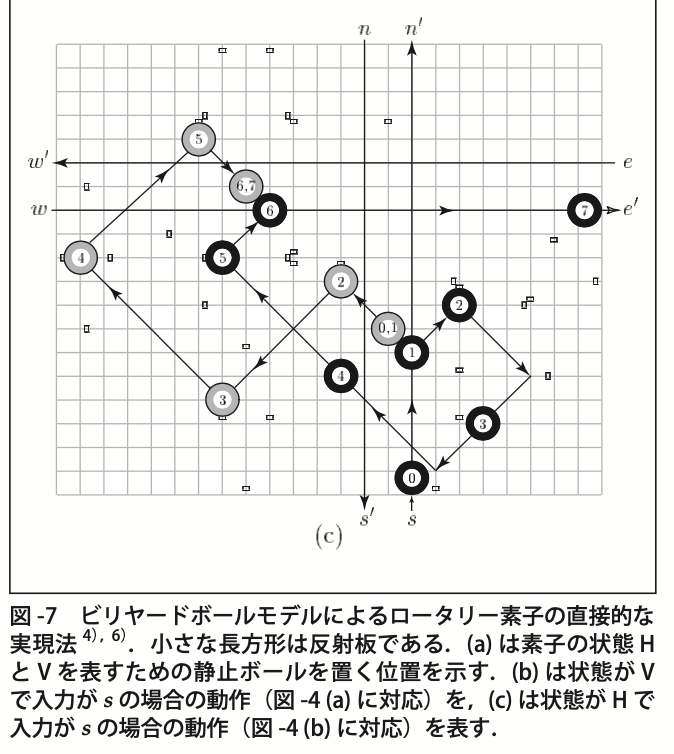 n n′
5
w′ e
6,7
w 6 7 e′
4 5
2 2
0,1
1
4
3 3
0
s′ s
(c)
図 -7 ビリヤードボールモデルによるロータリー素子の直接的な
実現法 4), 6). 小さな長方形は反射板である. (a) は素子の状態 H
と V を表すための静止ボールを置く位置を示す. (b) は状態が V
で入力が s の場合の動作 (図 -4 (a) に対応) を, (c) は状態が H で
入力が s の場合の動作 (図 -4 (b) に対応) を表す.